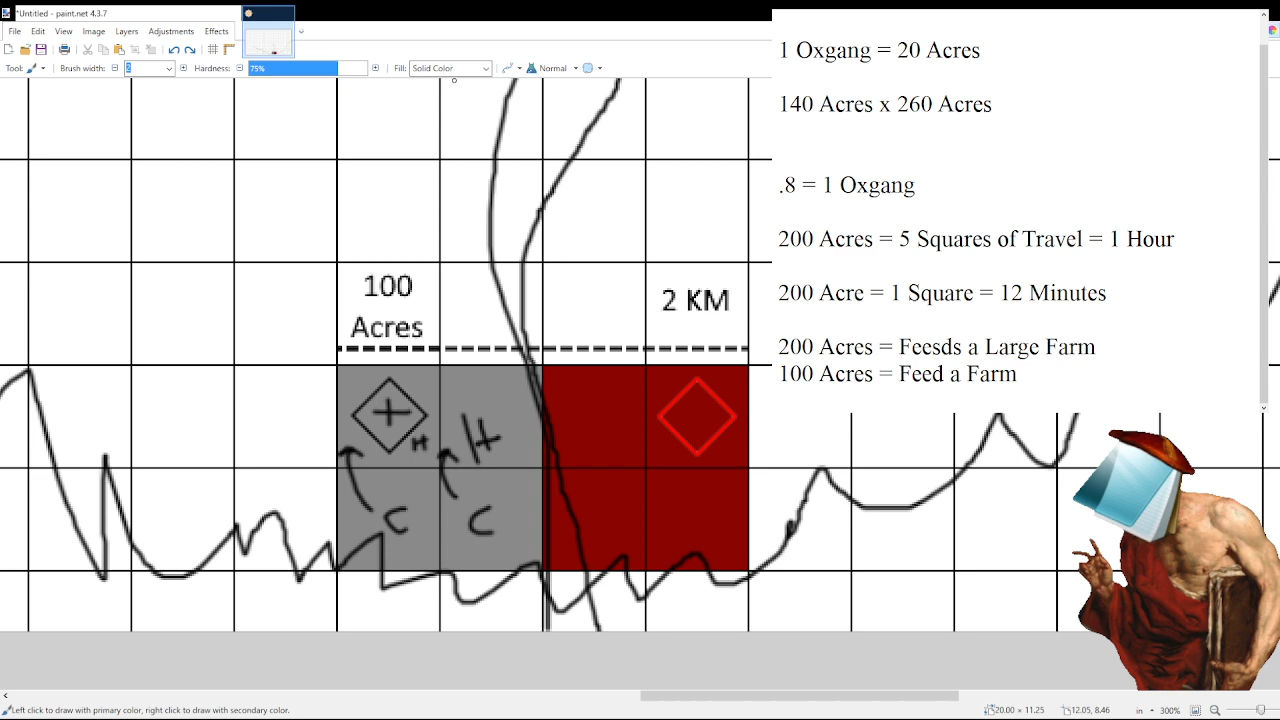 *Untitled - paint.net 4.3.7
File Edit View Image Layers Adjustments Effects
Tool: Brush width: 2 Hardness: 75% Fill: Solid Color Normal
1 Oxgang = 20 Acres
140 Acres x 260 Acres
.8 = 1 Oxgang
200 Acres = 5 Squares of Travel = 1 Hour
200 Acre = 1 Square = 12 Minutes
200 Acres = Feesds a Large Farm
100 Acres = Feed a Farm
100
Acres
2 KM
H
H
C
C
Left click to draw with primary color, right click to draw with secondary color.
20.00 × 11.25
12.05, 8.46
in
300%